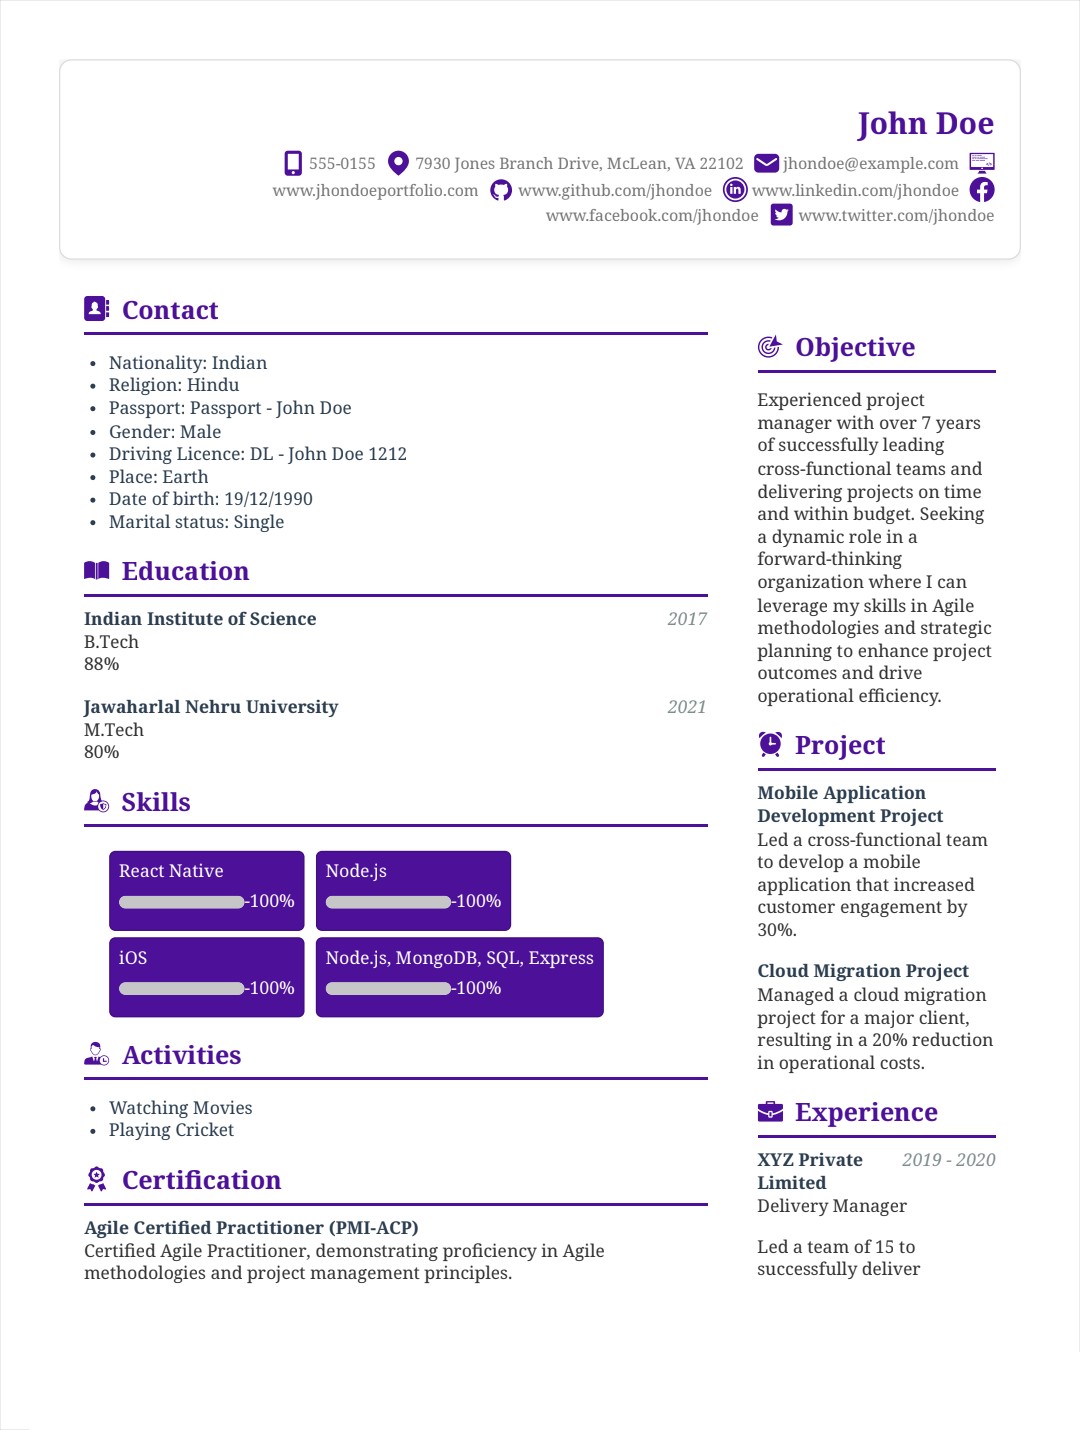 John Doe
555-0155 7930 Jones Branch Drive, McLean, VA 22102 jhondoe@example.com
www.jhondoeportfolio.com www.github.com/jhondoe www.linkedin.com/jhondoe
www.facebook.com/jhondoe www.twitter.com/jhondoe
Contact
• Nationality: Indian
• Religion: Hindu
• Passport: Passport - John Doe
• Gender: Male
• Driving Licence: DL - John Doe 1212
• Place: Earth
• Date of birth: 19/12/1990
• Marital status: Single
Education
Indian Institute of Science 2017
B.Tech
88%
Jawaharlal Nehru University 2021
M.Tech
80%
Skills
React Native
-100%
Node.js
-100%
iOS
-100%
Node.js, MongoDB, SQL, Express
-100%
Activities
• Watching Movies
• Playing Cricket
Certification
Agile Certified Practitioner (PMI-ACP)
Certified Agile Practitioner, demonstrating proficiency in Agile
methodologies and project management principles.
Objective
Experienced project
manager with over 7 years
of successfully leading
cross-functional teams and
delivering projects on time
and within budget. Seeking
a dynamic role in a
forward-thinking
organization where I can
leverage my skills in Agile
methodologies and strategic
planning to enhance project
outcomes and drive
operational efficiency.
Project
Mobile Application
Development Project
Led a cross-functional team
to develop a mobile
application that increased
customer engagement by
30%.
Cloud Migration Project
Managed a cloud migration
project for a major client,
resulting in a 20% reduction
in operational costs.
Experience
XYZ Private 2019 - 2020
Limited
Delivery Manager
Led a team of 15 to
successfully deliver